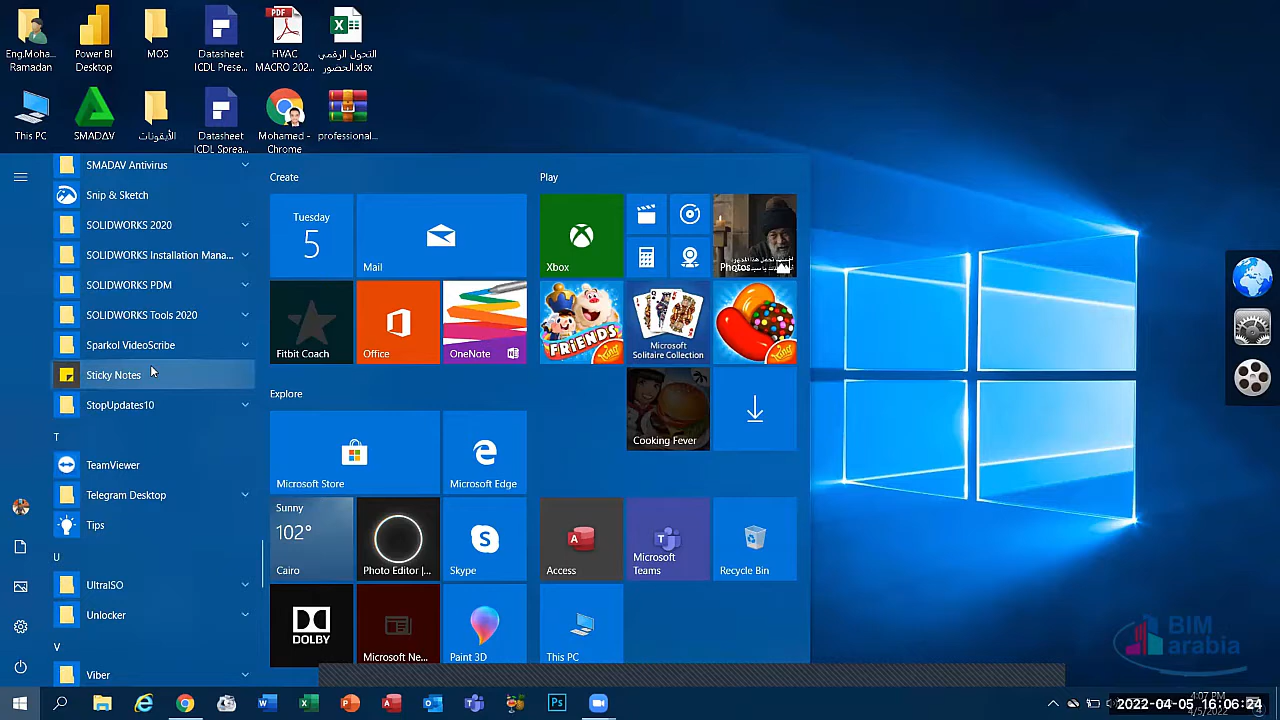 Eng.Moha...
Ramadan
Power BI
Desktop
MOS
Datasheet
ICDL Prese...
HVAC
MACRO 202...
التحول الرقمي
الحضور.xlsx
This PC
SMADAV
الأيقونات
Datasheet
ICDL Sprea...
Mohamed -
Chrome
professional...
SMADAV Antivirus
Snip & Sketch
SOLIDWORKS 2020
SOLIDWORKS Installation Mana...
SOLIDWORKS PDM
SOLIDWORKS Tools 2020
Sparkol VideoScribe
Sticky Notes
StopUpdates10
T
TeamViewer
Telegram Desktop
Tips
U
UltraISO
Unlocker
V
Viber
Create
Tuesday
5
Mail
Fitbit Coach
Office
OneNote
Explore
Microsoft Store
Microsoft Edge
Sunny
102°
Cairo
Photo Editor |...
Skype
DOLBY
Microsoft Ne...
Paint 3D
Play
Xbox
Photos
FRIENDS
King
Microsoft
Solitaire Collection
King
Cooking Fever
Access
Microsoft
Teams
Recycle Bin
This PC
BIM
arabia
4:07 PM
2022-04-05 16:06:24